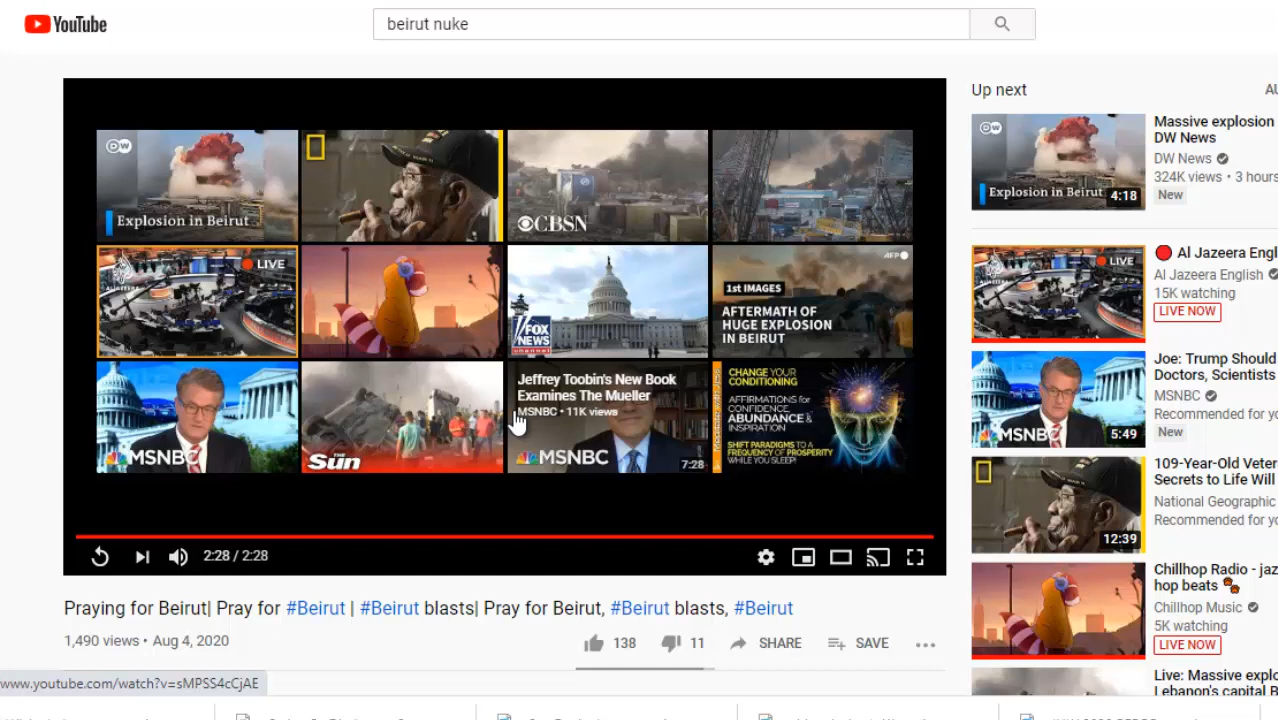 YouTube
beirut nuke
DW
Explosion in Beirut
CBSN
LIVE
FOX
NEWS
channel
AFP
1st IMAGES
AFTERMATH OF
HUGE EXPLOSION
IN BEIRUT
MSNBC
THE
Sun
Jeffrey Toobin's New Book
Examines The Mueller
MSNBC • 11K views
MSNBC
7:28
CHANGE YOUR
CONDITIONING
AFFIRMATIONS for
CONFIDENCE,
ABUNDANCE &
INSPIRATION
SHIFT PARADIGMS TO A
FREQUENCY OF PROSPERITY
WHILE YOU SLEEP!
2:28 / 2:28
Praying for Beirut| Pray for #Beirut | #Beirut blasts| Pray for Beirut, #Beirut blasts, #Beirut
1,490 views • Aug 4, 2020
138
11
SHARE
SAVE
www.youtube.com/watch?v=sMPSS4cCjAE
Up next
AU
DW
Explosion in Beirut
4:18
Massive explosion
DW News
DW News
324K views • 3 hours
New
LIVE
Al Jazeera Engl
Al Jazeera English
15K watching
LIVE NOW
MSNBC
5:49
Joe: Trump Should
Doctors, Scientists
MSNBC
Recommended for yo
New
12:39
109-Year-Old Veter
Secrets to Life Will
National Geographic
Recommended for yo
Chillhop Radio - jaz
hop beats
Chillhop Music
5K watching
LIVE NOW
Live: Massive explo
Lebanon's capital B